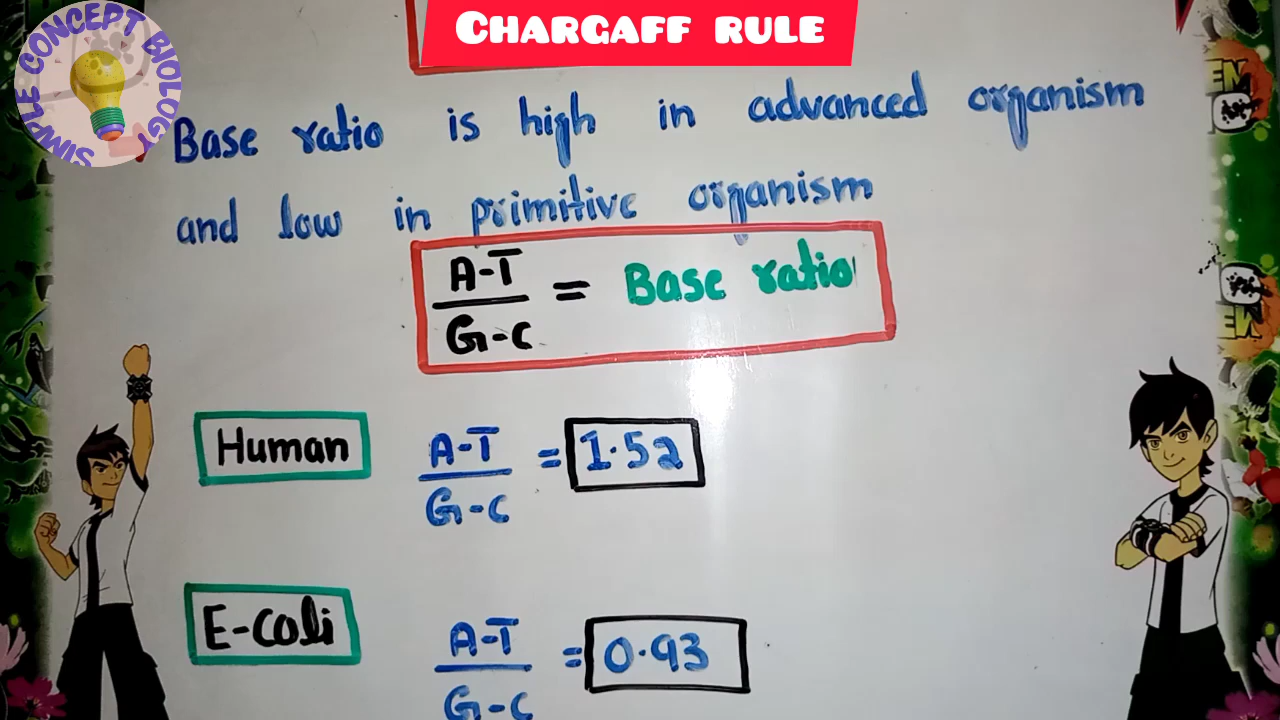 CHARGAFF RULE
SIMPLE CONCEPT BIOLOGY
Base ratio is high in advanced organism
and low in primitive organism
A-T
G-C
= Base ratio
Human
A-T
G-C
= 1.52
E-Coli
A-T
G-C
= 0.93